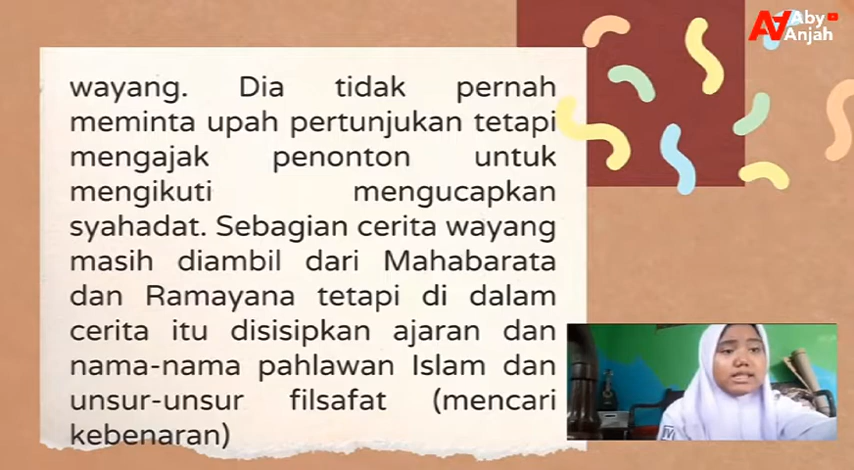 Aby
Anjah
wayang. Dia tidak pernah
meminta upah pertunjukan tetapi
mengajak penonton untuk
mengikuti mengucapkan
syahadat. Sebagian cerita wayang
masih diambil dari Mahabarata
dan Ramayana tetapi di dalam
cerita itu disisipkan ajaran dan
nama-nama pahlawan Islam dan
unsur-unsur filsafat (mencari
kebenaran)